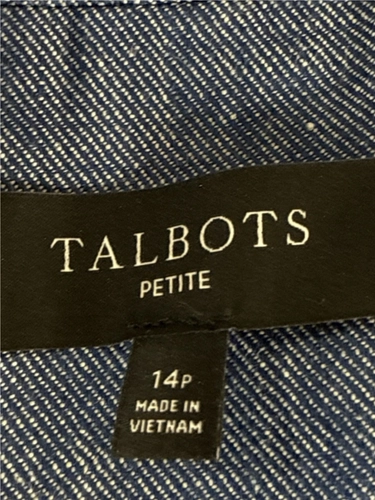 TALBOTS
PETITE
14P
MADE IN
VIETNAM